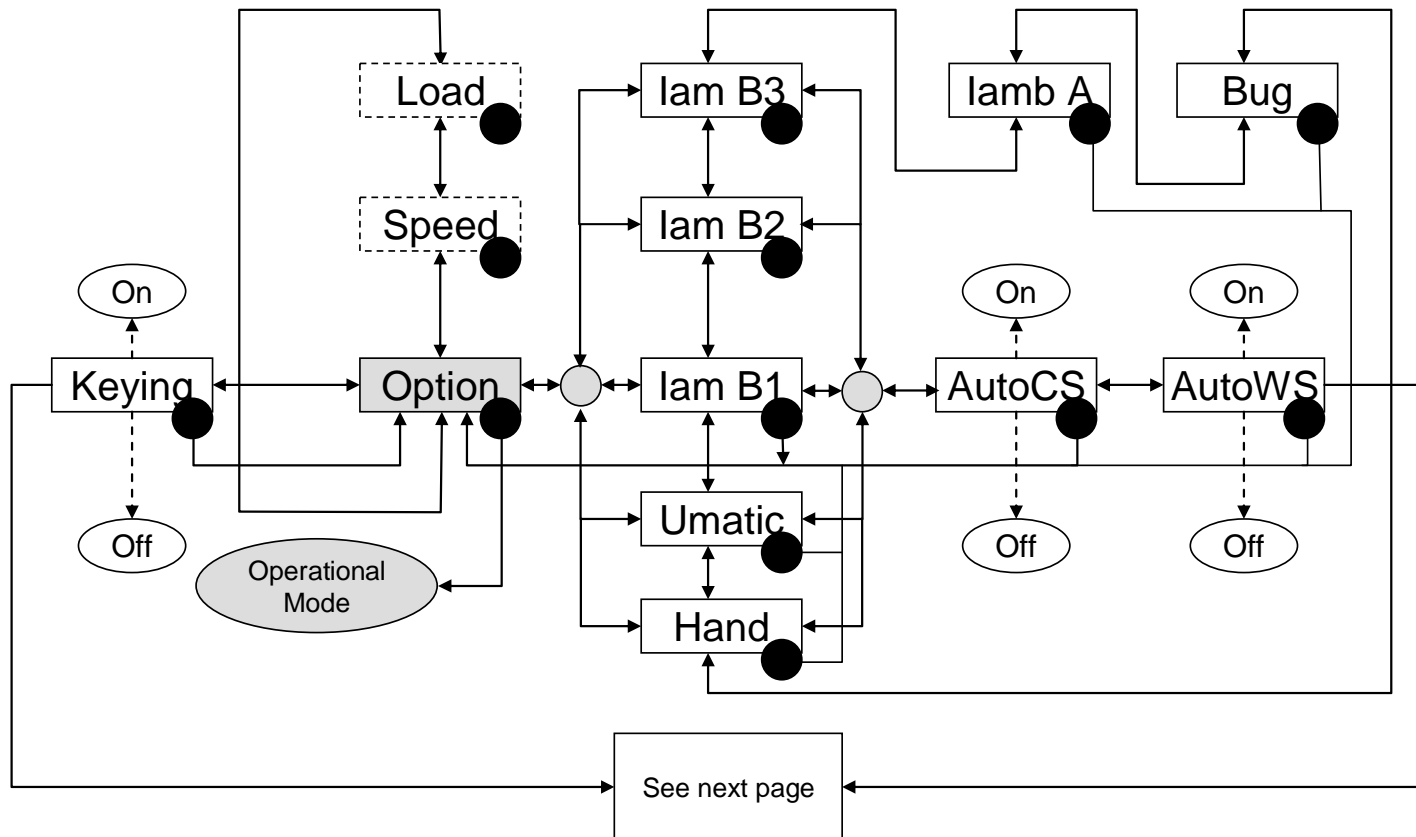 Load
Iam B3
Iamb A
Bug
Speed
Iam B2
On
On
On
Keying
Option
Iam B1
AutoCS
AutoWS
Off
Umatic
Off
Off
Operational
Mode
Hand
See next page